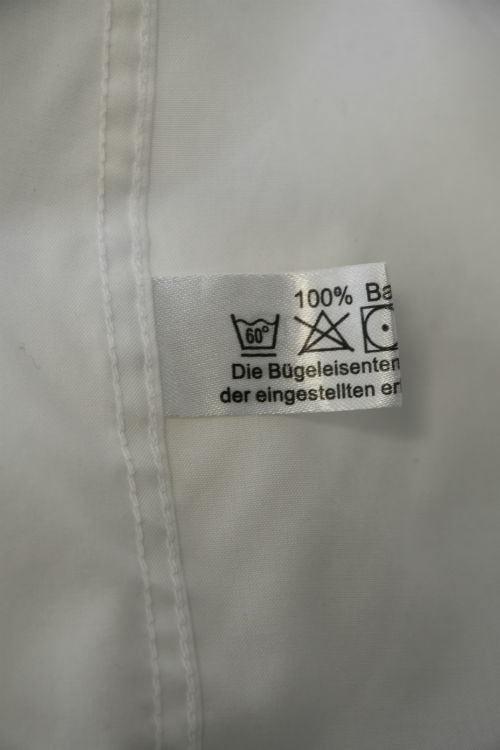 100% Ba
60°
Die Bügeleisenten
der eingestellten er